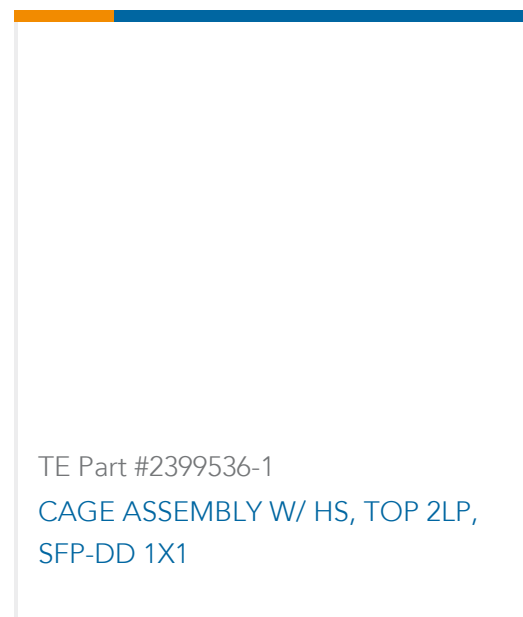 TE Part #2399536-1
CAGE ASSEMBLY W/ HS, TOP 2LP,
SFP-DD 1X1